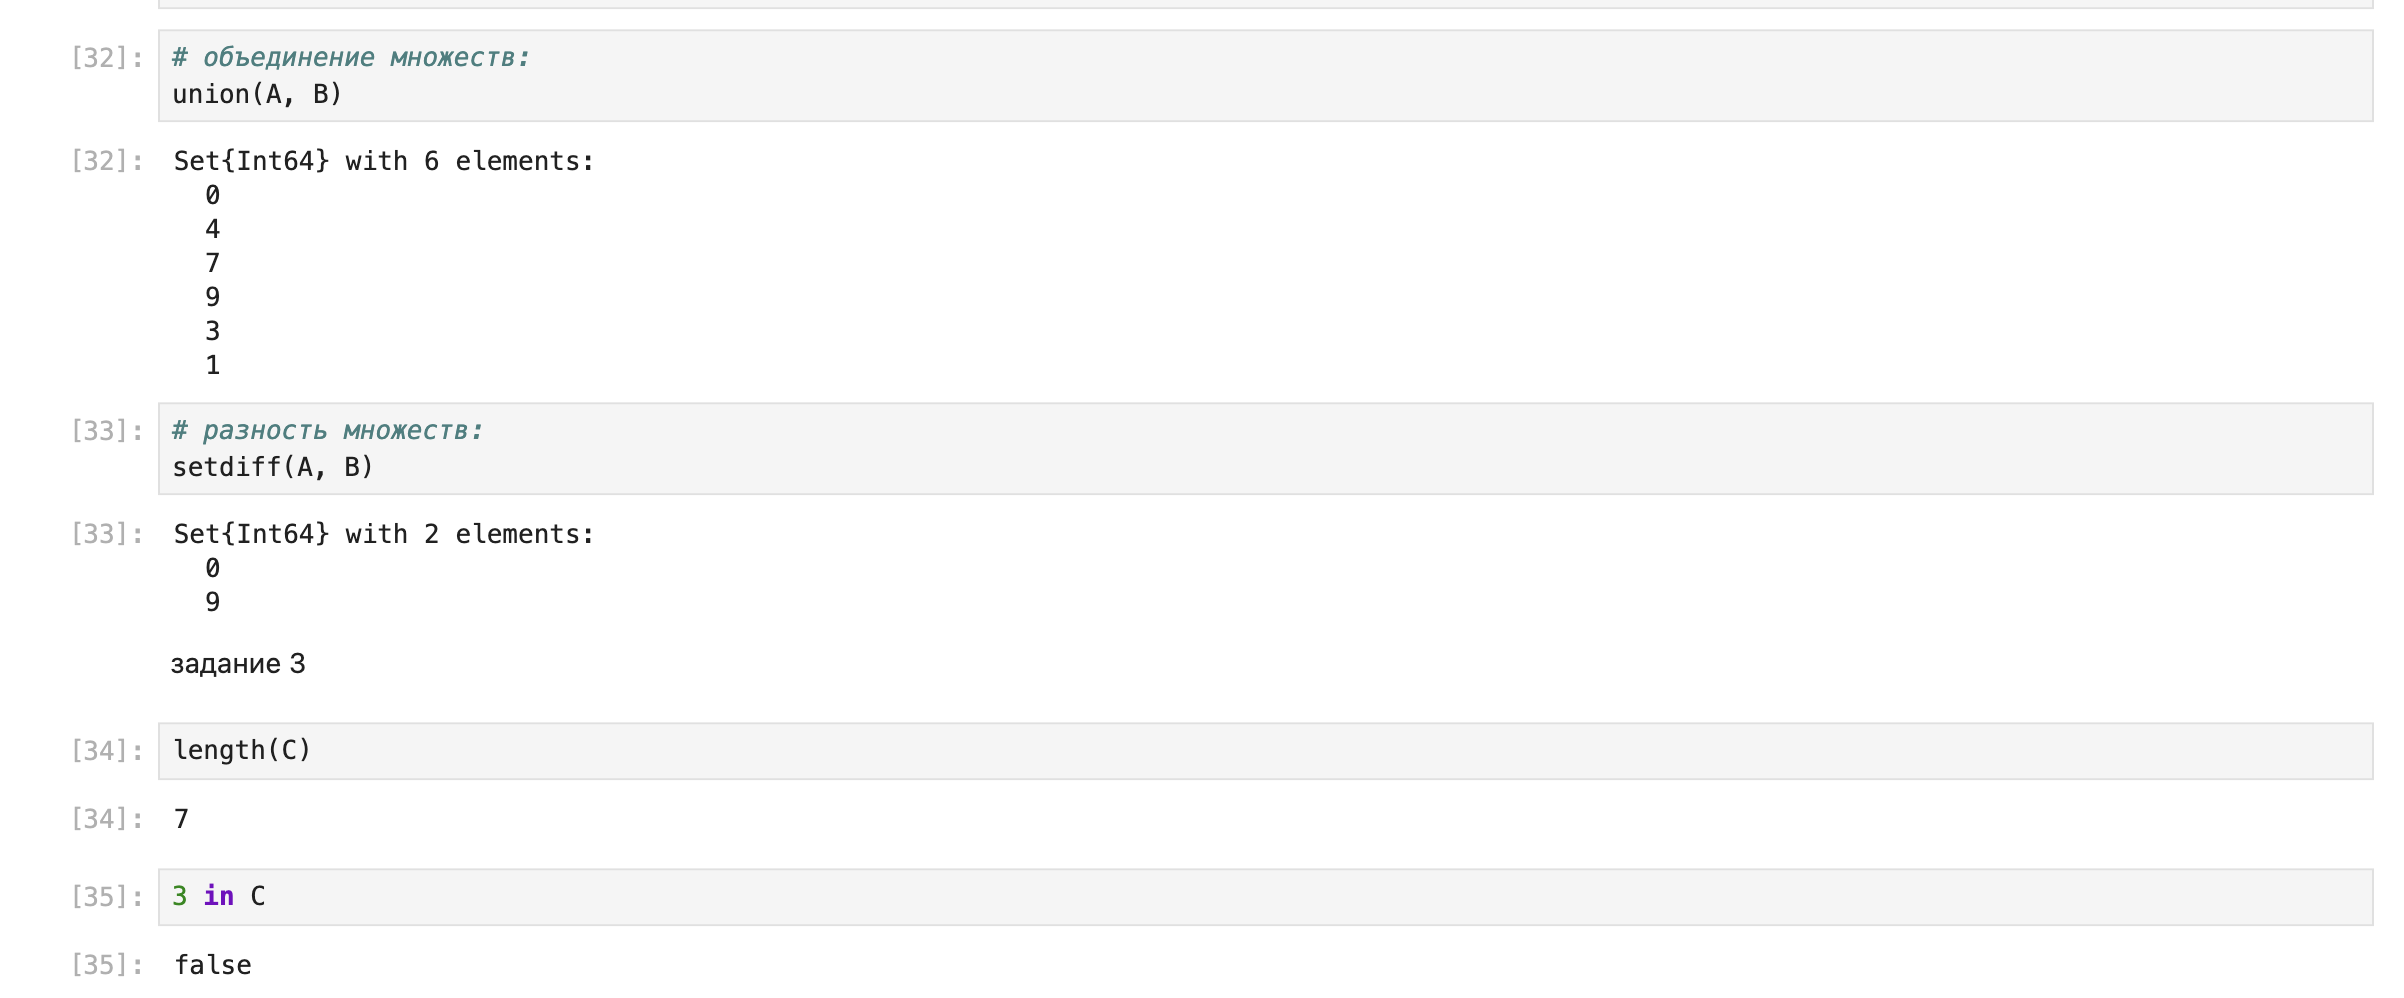 [32]: # объединение множеств:
union(A, B)
[32]: Set{Int64} with 6 elements:
0
4
7
9
3
1
[33]: # разность множеств:
setdiff(A, B)
[33]: Set{Int64} with 2 elements:
0
9
задание 3
[34]: length(C)
[34]: 7
[35]: 3 in C
[35]: false